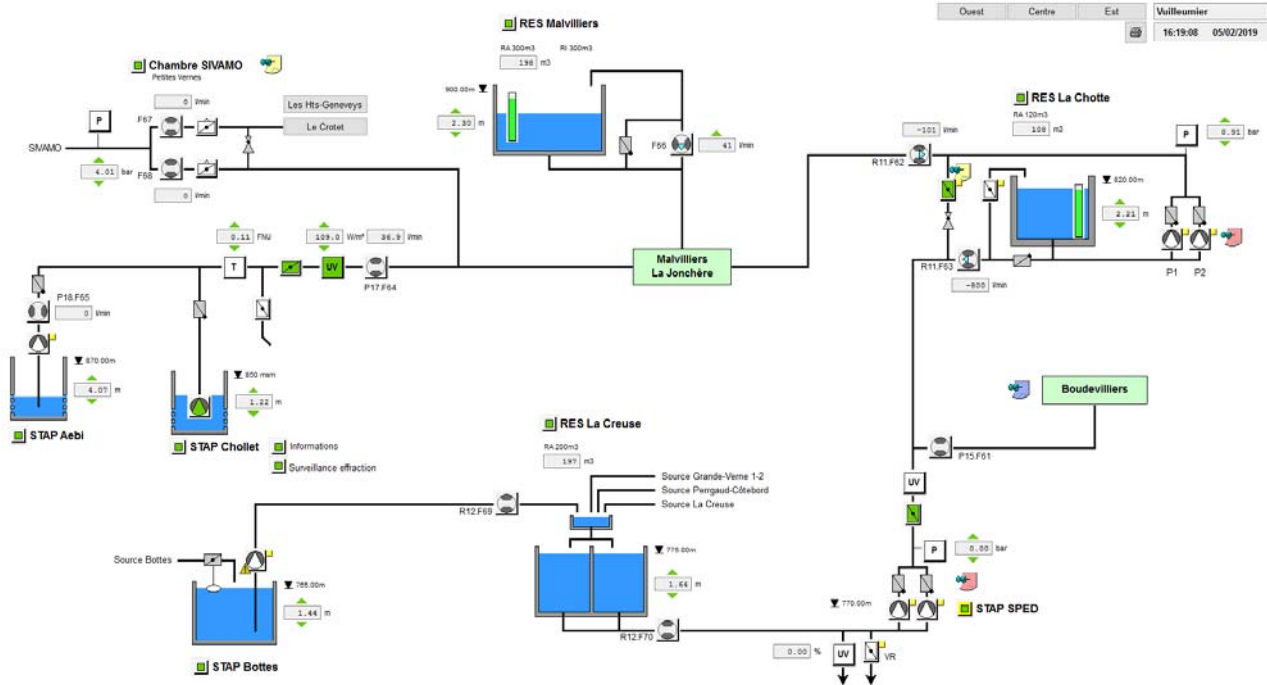 Ouest Centre Est Vuilleumier
16:19:08 05/02/2019
RES Malvilliers
RA 300m3 RI 300m3
198 m3
900.00m
2.30 m
F66
41 l/min
Chambre SIVAMO
Petites Vernes
0 l/min
F67
Les Hts-Geneveys
Le Crotet
P
SIVAMO
4.01 bar
F68
0 l/min
RES La Chotte
RA 120m3
108 m3
-101 l/min
R11.F62
P
8.91 bar
820.00m
2.21 m
R11.F63
-800 l/min
P1 P2
0.11 FNU
109.0 W/m² 36.9 l/min
T
UV
P17.F64
Malvilliers
La Jonchère
P18.F65
0 l/min
870.00m
4.07 m
STAP Aebi
850 msm
1.22 m
STAP Chollet
Informations
Surveillance effraction
Boudevilliers
P15.F61
UV
P
0.00 bar
770.00m
STAP SPED
RES La Creuse
RA 200m3
197 m3
Source Grande-Verne 1-2
Source Perrgaud-Côtebord
Source La Creuse
R12.F69
775.00m
1.64 m
R12.F70
0.00 %
UV
VR
Source Bottes
765.00m
1.44 m
STAP Bottes